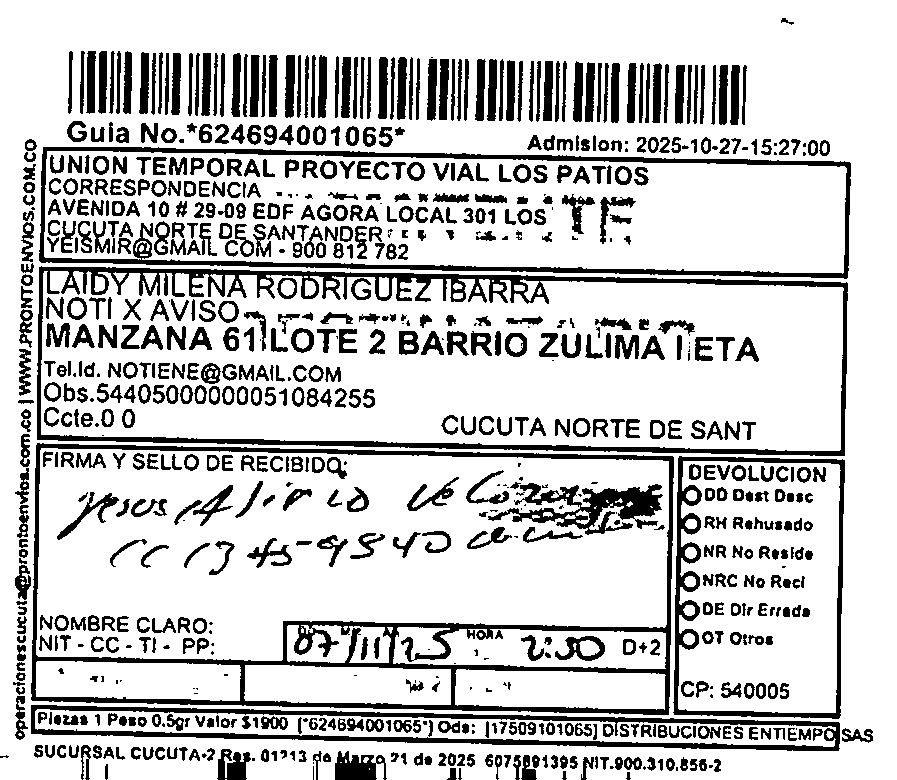 Guia No.*624694001065*
Admision: 2025-10-27-15:27:00
UNION TEMPORAL PROYECTO VIAL LOS PATIOS
CORRESPONDENCIA
AVENIDA 10 # 29-09 EDF AGORA LOCAL 301 LOS
CUCUTA NORTE DE SANTANDER
YEISMIR@GMAIL COM - 900 812 782
LAIDY MILENA RODRIGUEZ IBARRA
NOTI X AVISO
MANZANA 61 LOTE 2 BARRIO ZULIMA I ETA
Tel.Id. NOTIENE@GMAIL.COM
Obs.54405000000051084255
Ccte.0 0
CUCUTA NORTE DE SANT
FIRMA Y SELLO DE RECIBIDO:
Jesus
CC 13459840
NOMBRE CLARO:
NIT - CC - TI - PP:
07/11/25
HORA
2:30
D+2
DEVOLUCION
DD Dest Desc
RH Rehusado
NR No Reside
NRC No Recl
DE Dir Errada
OT Otros
CP: 540005
Piezas 1 Peso 0.5gr Valor $1900 (*624694001065*) Ods: [17509101065] DISTRIBUCIONES ENTIEMPO SAS
SUCURSAL CUCUTA-2 Res. 01213 de Marzo 21 de 2025 6075891395 NIT.900.310.856-2
operacionescucuta@prontoenvios.com.co | WWW.PRONTOENVIOS.COM.CO